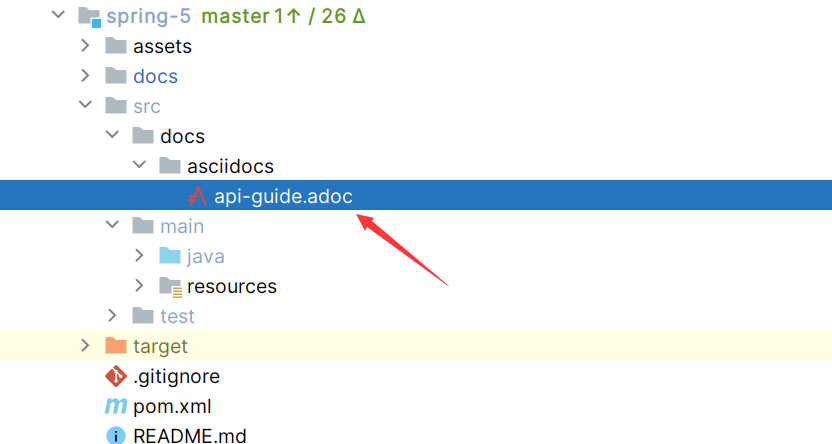 spring-5 master 1↑ / 26 Δ
assets
docs
src
docs
asciidocs
api-guide.adoc
main
java
resources
test
target
.gitignore
pom.xml
README.md